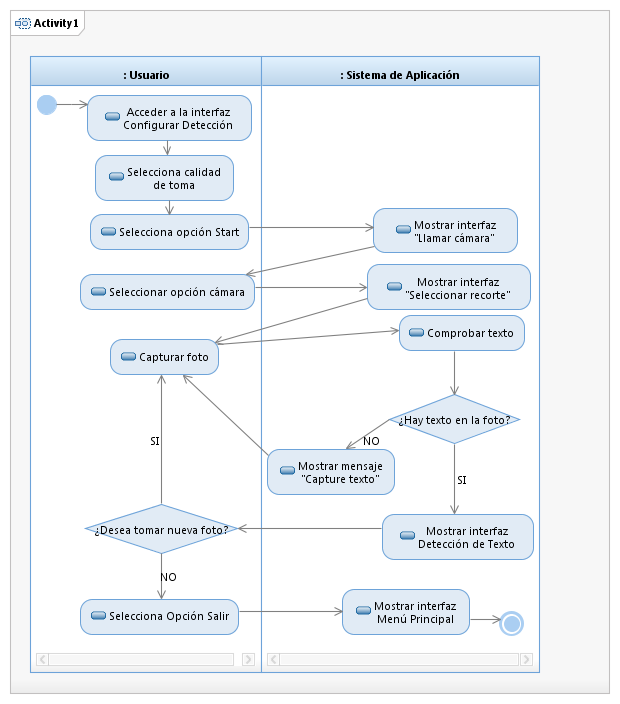 Activity1
: Usuario
: Sistema de Aplicación
Acceder a la interfaz
Configurar Detección
Selecciona calidad
de toma
Selecciona opción Start
Mostrar interfaz
"Llamar cámara"
Seleccionar opción cámara
Mostrar interfaz
"Seleccionar recorte"
Capturar foto
Comprobar texto
¿Hay texto en la foto?
NO
Mostrar mensaje
"Capture texto"
SI
SI
¿Desea tomar nueva foto?
Mostrar interfaz
Detección de Texto
NO
Selecciona Opción Salir
Mostrar interfaz
Menú Principal